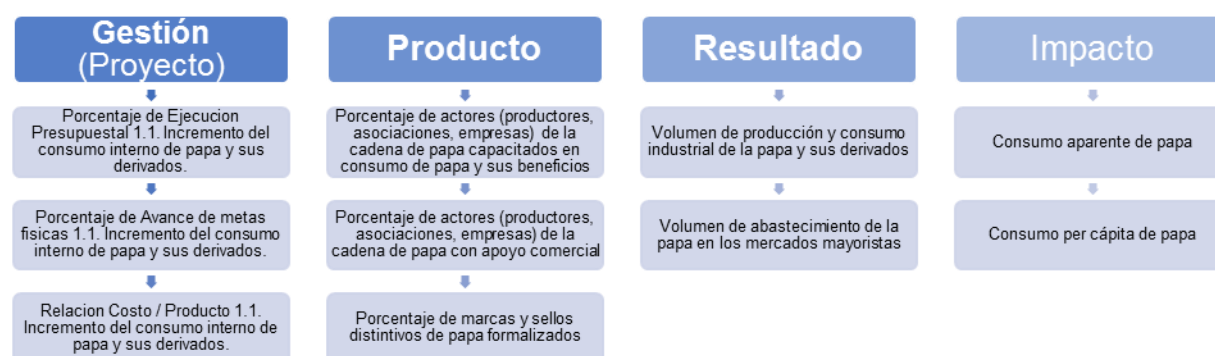 Gestión
(Proyecto)
Porcentaje de Ejecucion
Presupuestal 1.1. Incremento del
consumo interno de papa y sus
derivados.
Porcentaje de Avance de metas
fisicas 1.1. Incremento del consumo
interno de papa y sus derivados.
Relacion Costo / Producto 1.1.
Incremento del consumo interno de
papa y sus derivados.
Producto
Porcentaje de actores (productores,
asociaciones, empresas) de la
cadena de papa capacitados en
consumo de papa y sus beneficios
Porcentaje de actores (productores,
asociaciones, empresas) de la
cadena de papa con apoyo comercial
Porcentaje de marcas y sellos
distintivos de papa formalizados
Resultado
Volumen de producción y consumo
industrial de la papa y sus derivados
Volumen de abastecimiento de la
papa en los mercados mayoristas
Impacto
Consumo aparente de papa
Consumo per cápita de papa